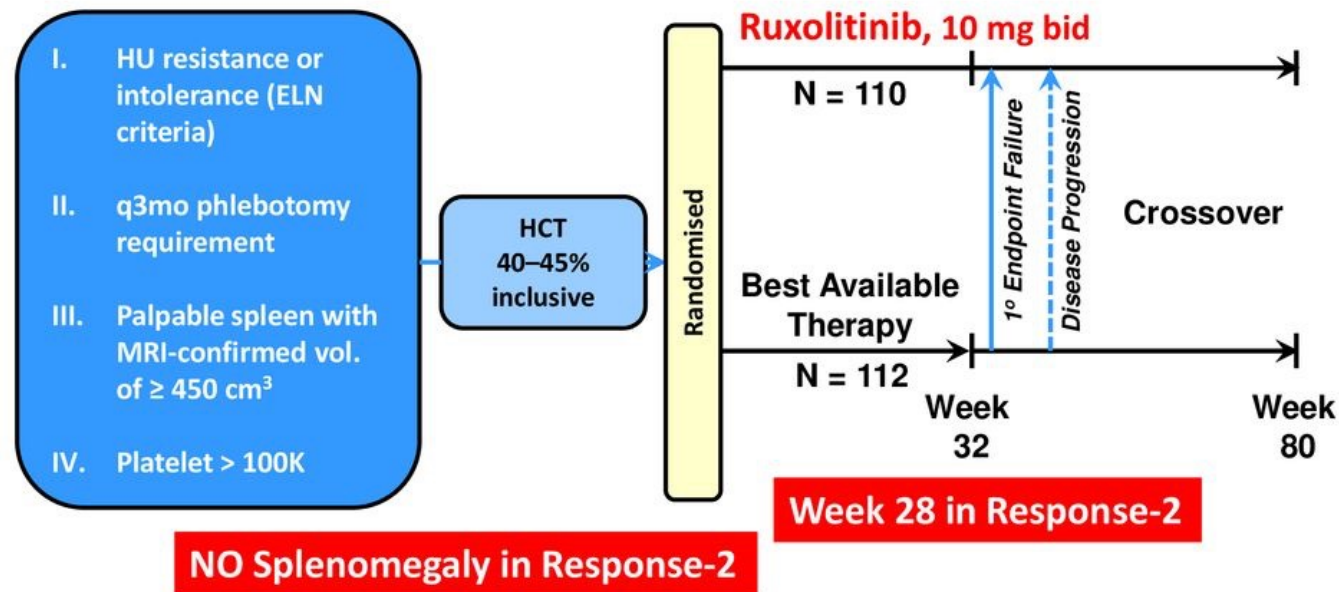 I. HU resistance or
intolerance (ELN
criteria)
II. q3mo phlebotomy
requirement
III. Palpable spleen with
MRI-confirmed vol.
of ≥ 450 cm³
IV. Platelet > 100K
HCT
40–45%
inclusive
Randomised
Ruxolitinib, 10 mg bid
N = 110
Best Available
Therapy
N = 112
1º Endpoint Failure
Disease Progression
Crossover
Week
32
Week
80
Week 28 in Response-2
NO Splenomegaly in Response-2